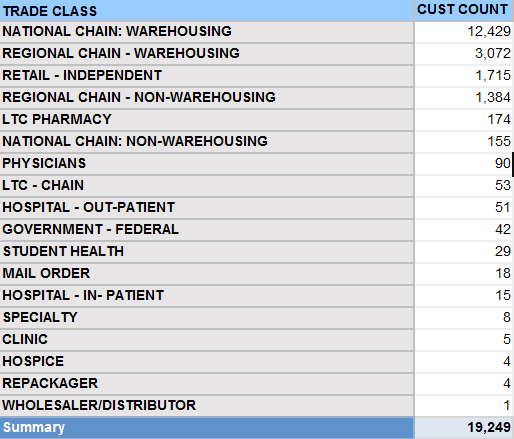 TRADE CLASS CUST COUNT
NATIONAL CHAIN: WAREHOUSING 12,429
REGIONAL CHAIN - WAREHOUSING 3,072
RETAIL - INDEPENDENT 1,715
REGIONAL CHAIN - NON-WAREHOUSING 1,384
LTC PHARMACY 174
NATIONAL CHAIN: NON-WAREHOUSING 155
PHYSICIANS 90
LTC - CHAIN 53
HOSPITAL - OUT-PATIENT 51
GOVERNMENT - FEDERAL 42
STUDENT HEALTH 29
MAIL ORDER 18
HOSPITAL - IN- PATIENT 15
SPECIALTY 8
CLINIC 5
HOSPICE 4
REPACKAGER 4
WHOLESALER/DISTRIBUTOR 1
Summary 19,249